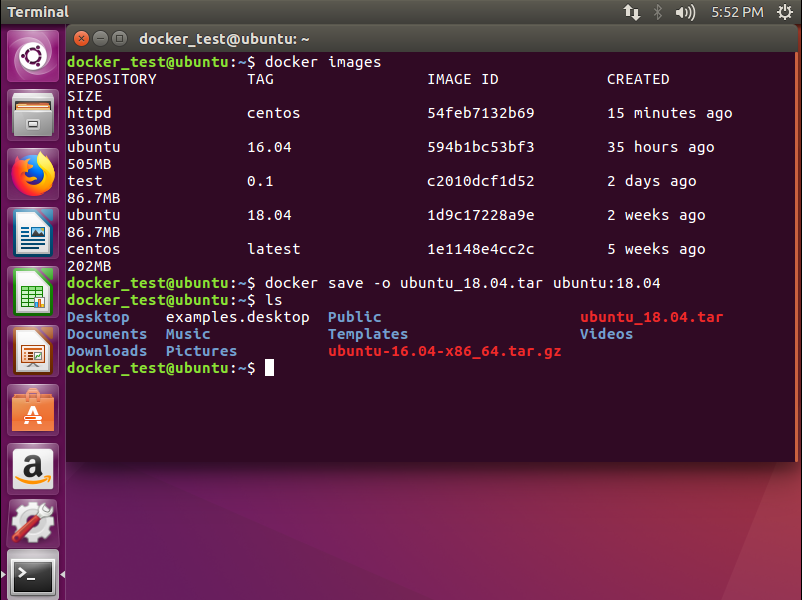 Terminal
5:52 PM
docker_test@ubuntu: ~
docker_test@ubuntu:~$ docker images
REPOSITORY TAG IMAGE ID CREATED
SIZE
httpd centos 54feb7132b69 15 minutes ago
330MB
ubuntu 16.04 594b1bc53bf3 35 hours ago
505MB
test 0.1 c2010dcf1d52 2 days ago
86.7MB
ubuntu 18.04 1d9c17228a9e 2 weeks ago
86.7MB
centos latest 1e1148e4cc2c 5 weeks ago
202MB
docker_test@ubuntu:~$ docker save -o ubuntu_18.04.tar ubuntu:18.04
docker_test@ubuntu:~$ ls
Desktop examples.desktop Public ubuntu_18.04.tar
Documents Music Templates Videos
Downloads Pictures ubuntu-16.04-x86_64.tar.gz
docker_test@ubuntu:~$